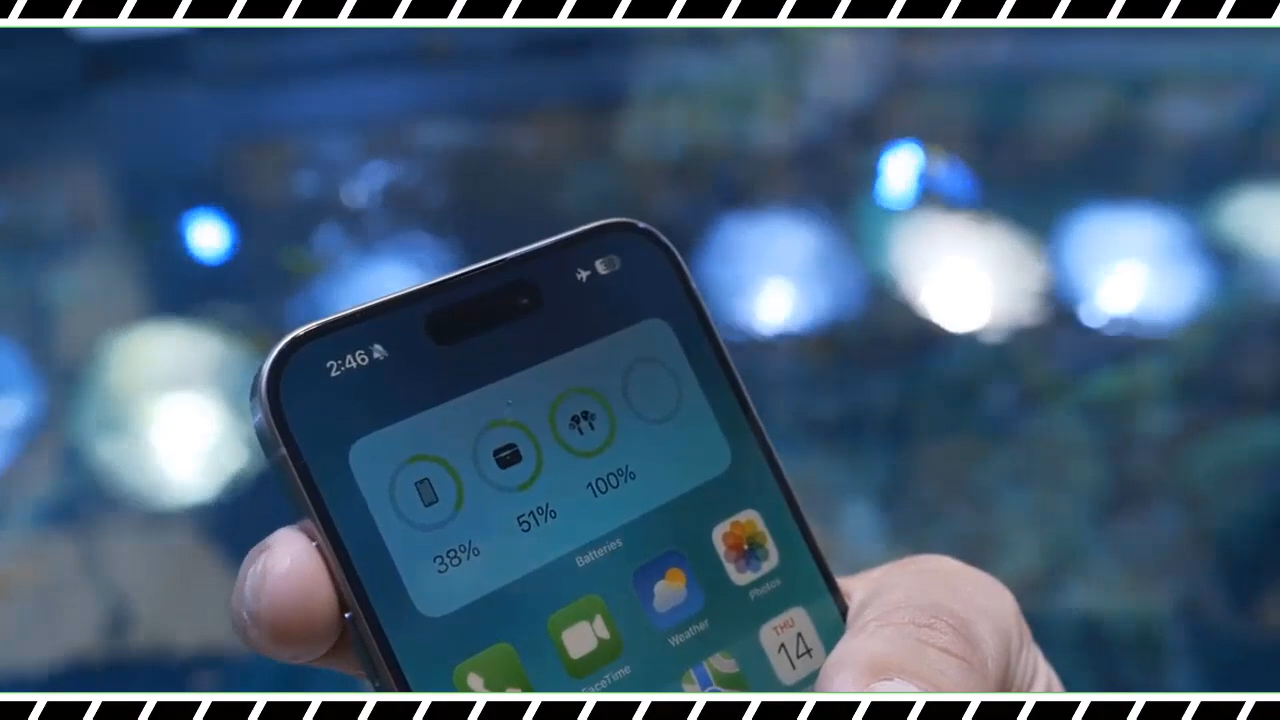 2:46
38%
51%
100%
Batteries
FaceTime
Weather
Photos
THU
14